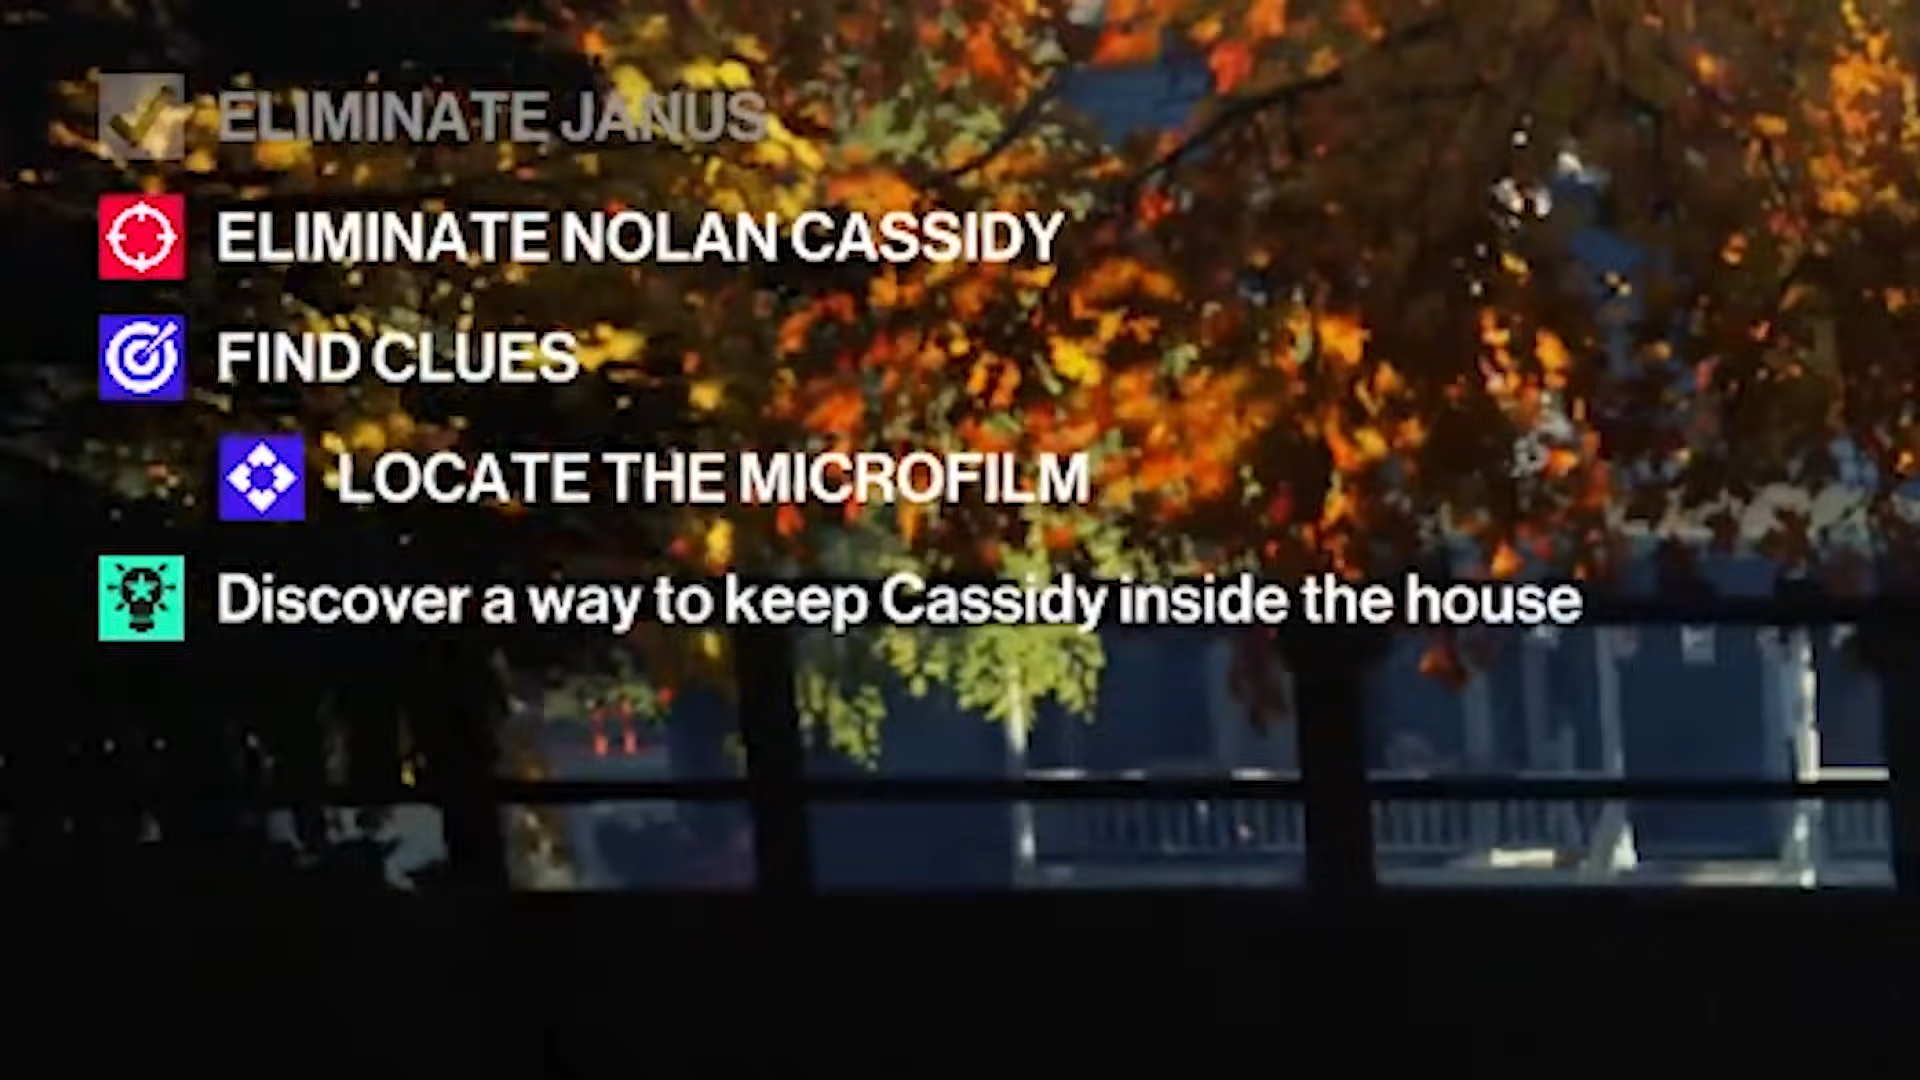 ELIMINATE JANUS
ELIMINATE NOLAN CASSIDY
FIND CLUES
LOCATE THE MICROFILM
Discover a way to keep Cassidy inside the house